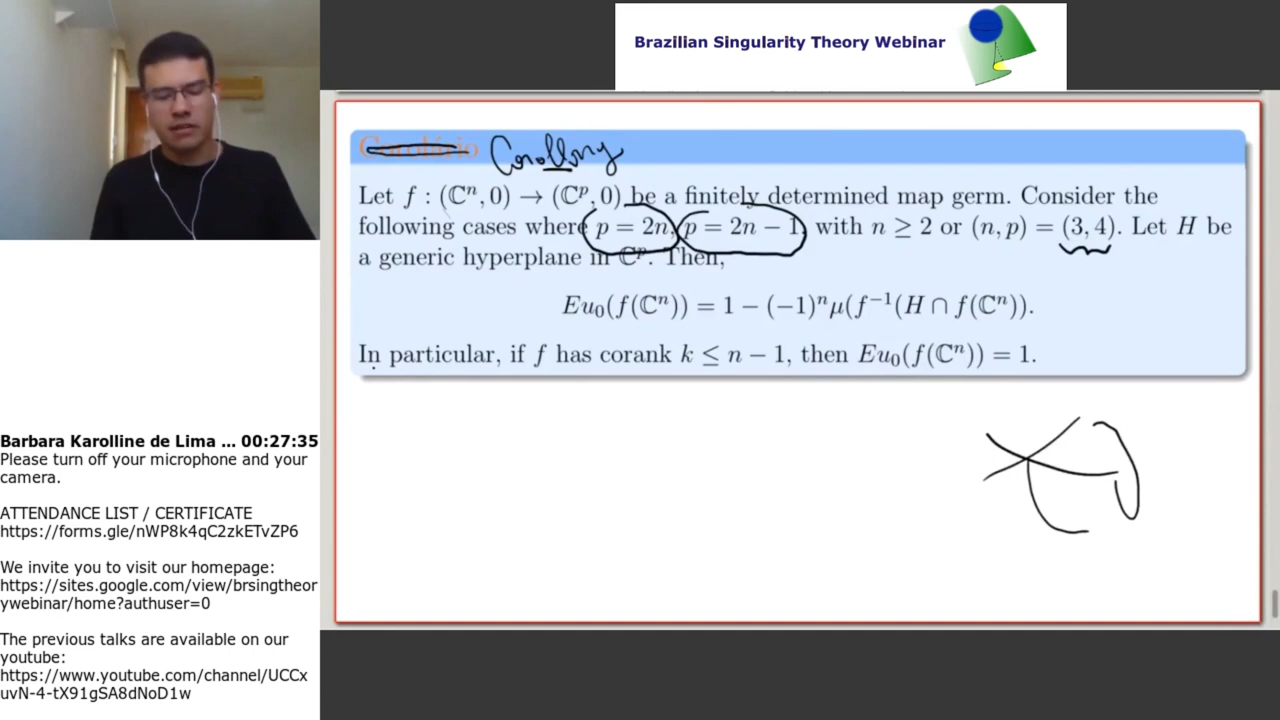 Brazilian Singularity Theory Webinar
Corolário Corollary
Let f : (ℂⁿ, 0) → (ℂᵖ, 0) be a finitely determined map germ. Consider the
following cases where p = 2n, p = 2n − 1, with n ≥ 2 or (n, p) = (3, 4). Let H be
a generic hyperplane in ℂᵖ. Then,
Eu₀(f(ℂⁿ)) = 1 − (−1)ⁿμ(f⁻¹(H ∩ f(ℂⁿ)).
In particular, if f has corank k ≤ n − 1, then Eu₀(f(ℂⁿ)) = 1.
Barbara Karolline de Lima ... 00:27:35
Please turn off your microphone and your
camera.
ATTENDANCE LIST / CERTIFICATE
https://forms.gle/nWP8k4qC2zkETvZP6
We invite you to visit our homepage:
https://sites.google.com/view/brsingtheor
ywebinar/home?authuser=0
The previous talks are available on our
youtube:
https://www.youtube.com/channel/UCCx
uvN-4-tX91gSA8dNoD1w